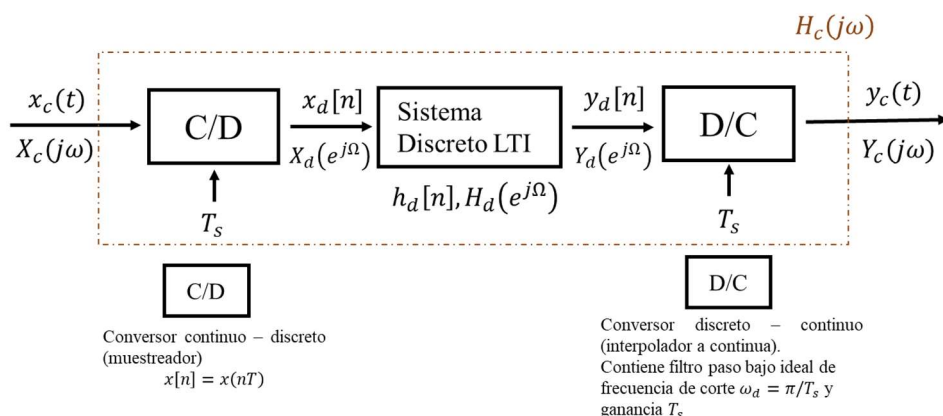 H_c(jω)
x_c(t)
X_c(jω)
C/D
T_s
x_d[n]
X_d(e^{jΩ})
Sistema
Discreto LTI
h_d[n], H_d(e^{jΩ})
y_d[n]
Y_d(e^{jΩ})
D/C
T_s
y_c(t)
Y_c(jω)
C/D
Conversor continuo – discreto
(muestreador)
x[n] = x(nT)
D/C
Conversor discreto – continuo
(interpolador a continua).
Contiene filtro paso bajo ideal de
frecuencia de corte ω_d = π/T_s y
ganancia T_s